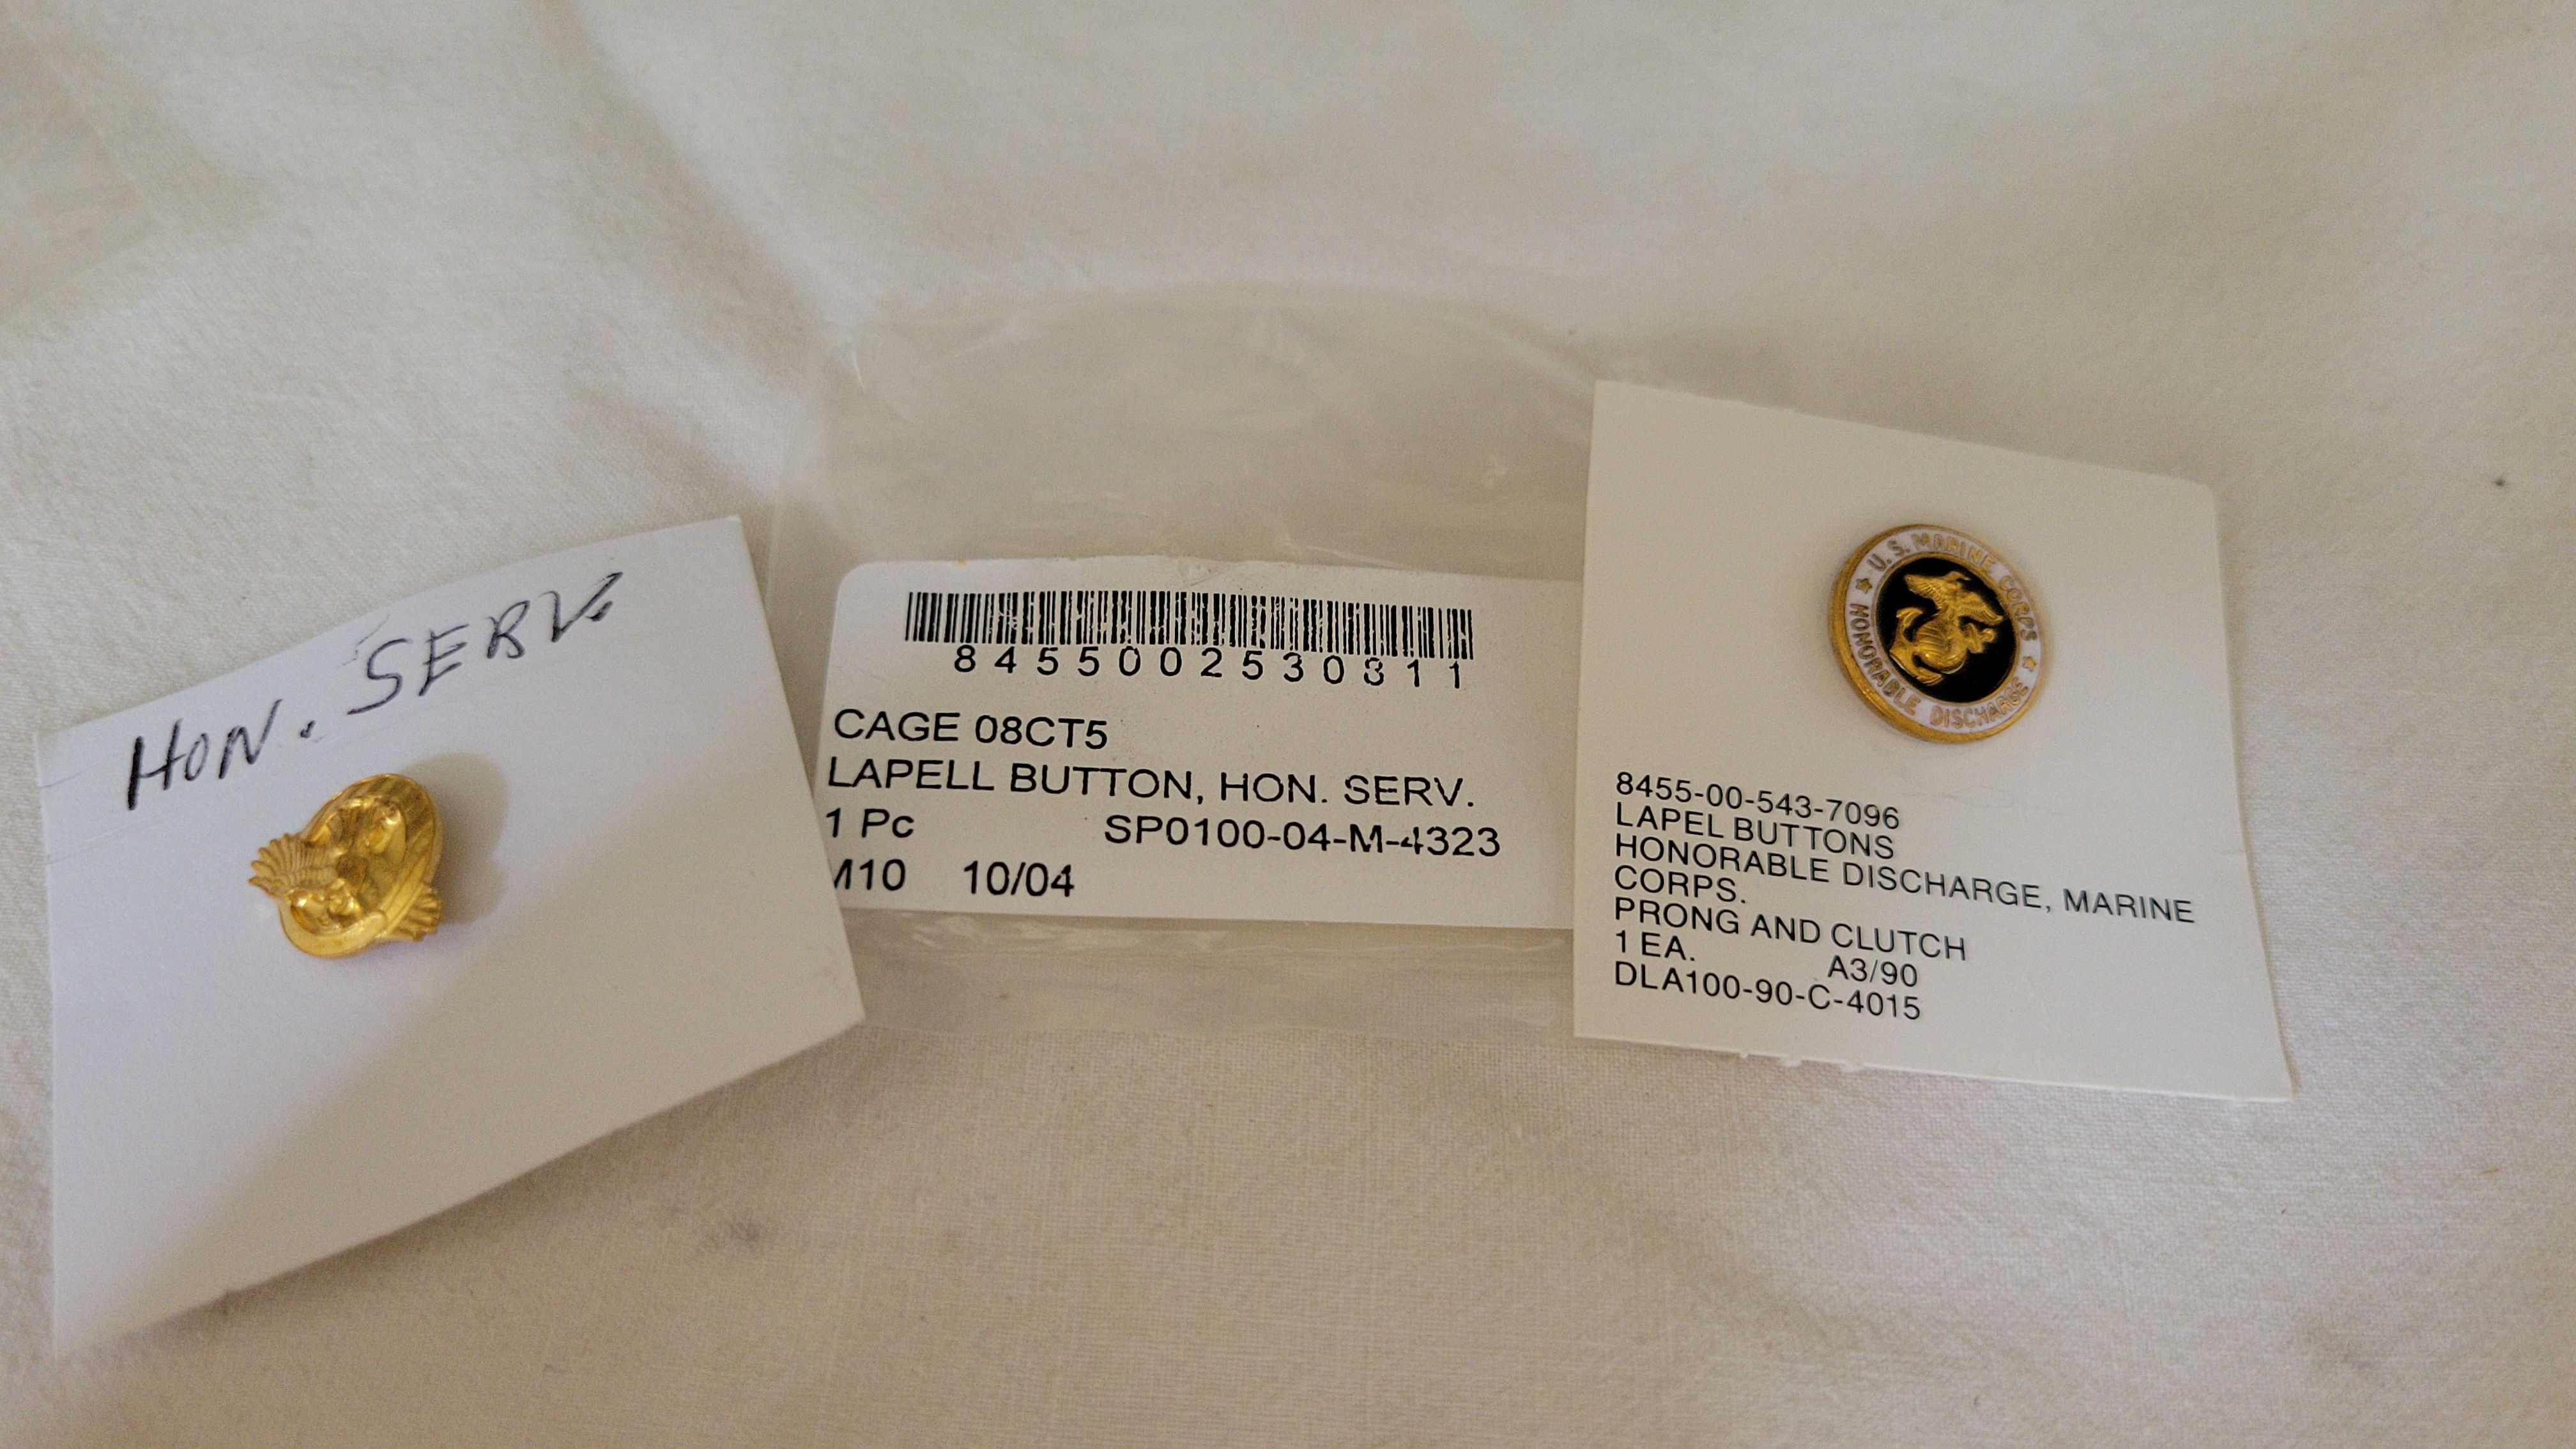 HON. SERV.
8455002530811
CAGE 08CT5
LAPELL BUTTON, HON. SERV.
1 Pc SP0100-04-M-4323
M10 10/04
U.S. MARINE CORPS
HONORABLE DISCHARGE
8455-00-543-7096
LAPEL BUTTONS
HONORABLE DISCHARGE, MARINE
CORPS.
PRONG AND CLUTCH
1 EA. A3/90
DLA100-90-C-4015